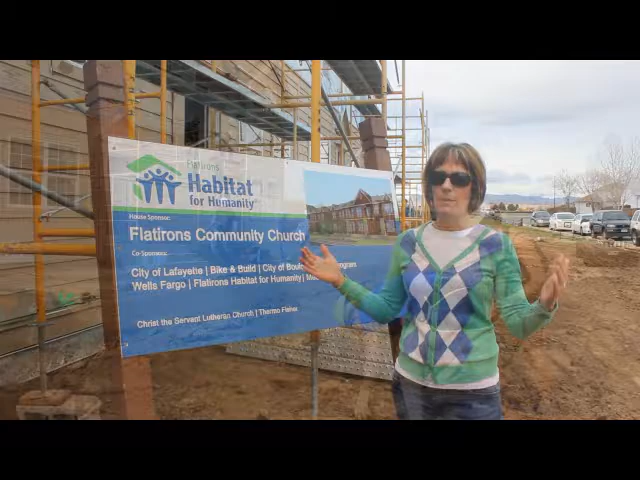 Flatirons
Habitat
for Humanity
House Sponsor:
Flatirons Community Church
Co-Sponsors:
City of Lafayette | Bike & Build | City of
Wells Fargo | Flatirons Habitat for Humanity |
Christ the Servant Lutheran Church | Thermo Fisher